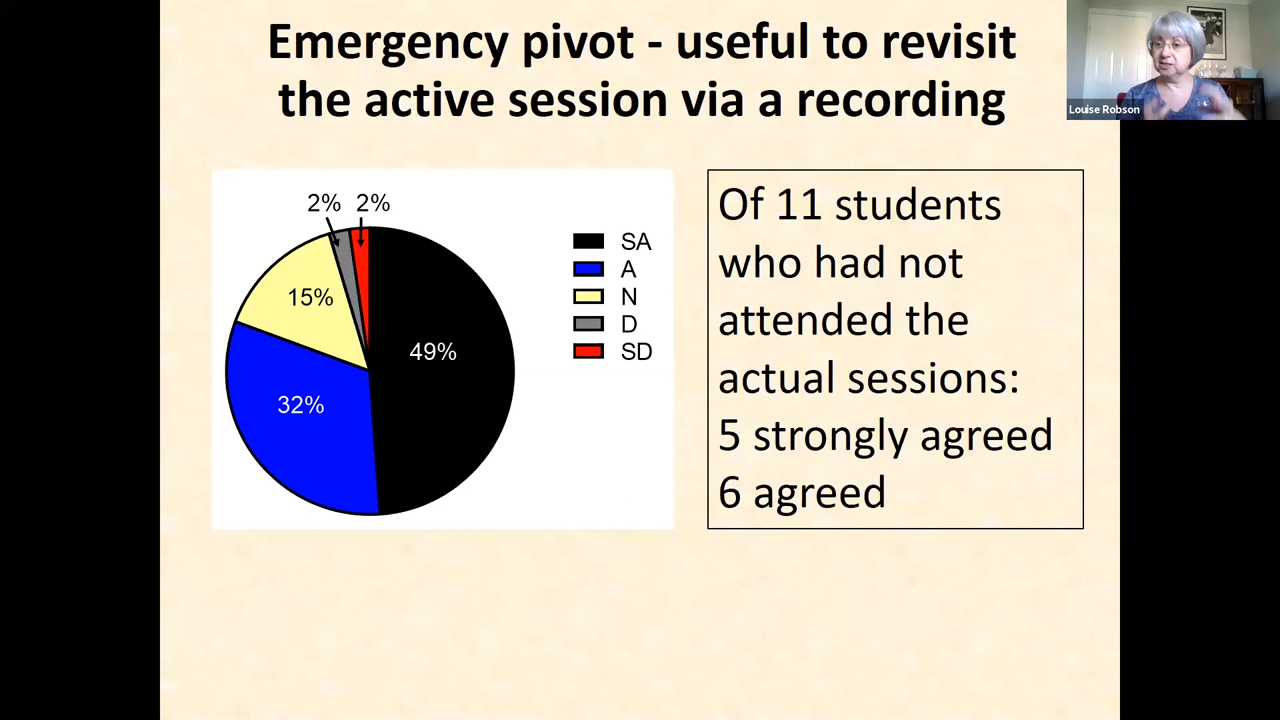 Emergency pivot - useful to revisit
the active session via a recording
Louise Robson
2% 2%
15%
49%
32%
SA
A
N
D
SD
Of 11 students
who had not
attended the
actual sessions:
5 strongly agreed
6 agreed